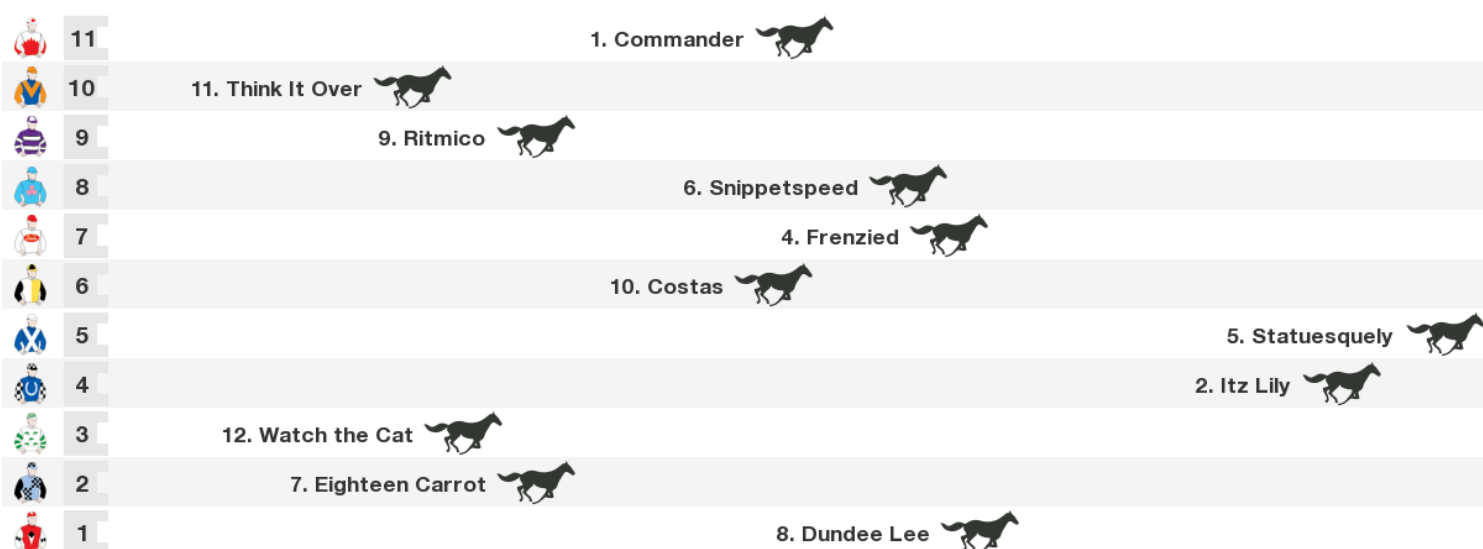 11 1. Commander
10 11. Think It Over
9 9. Ritmico
8 6. Snippetspeed
7 4. Frenzied
6 10. Costas
5 5. Statuesquely
4 2. Itz Lily
3 12. Watch the Cat
2 7. Eighteen Carrot
1 8. Dundee Lee